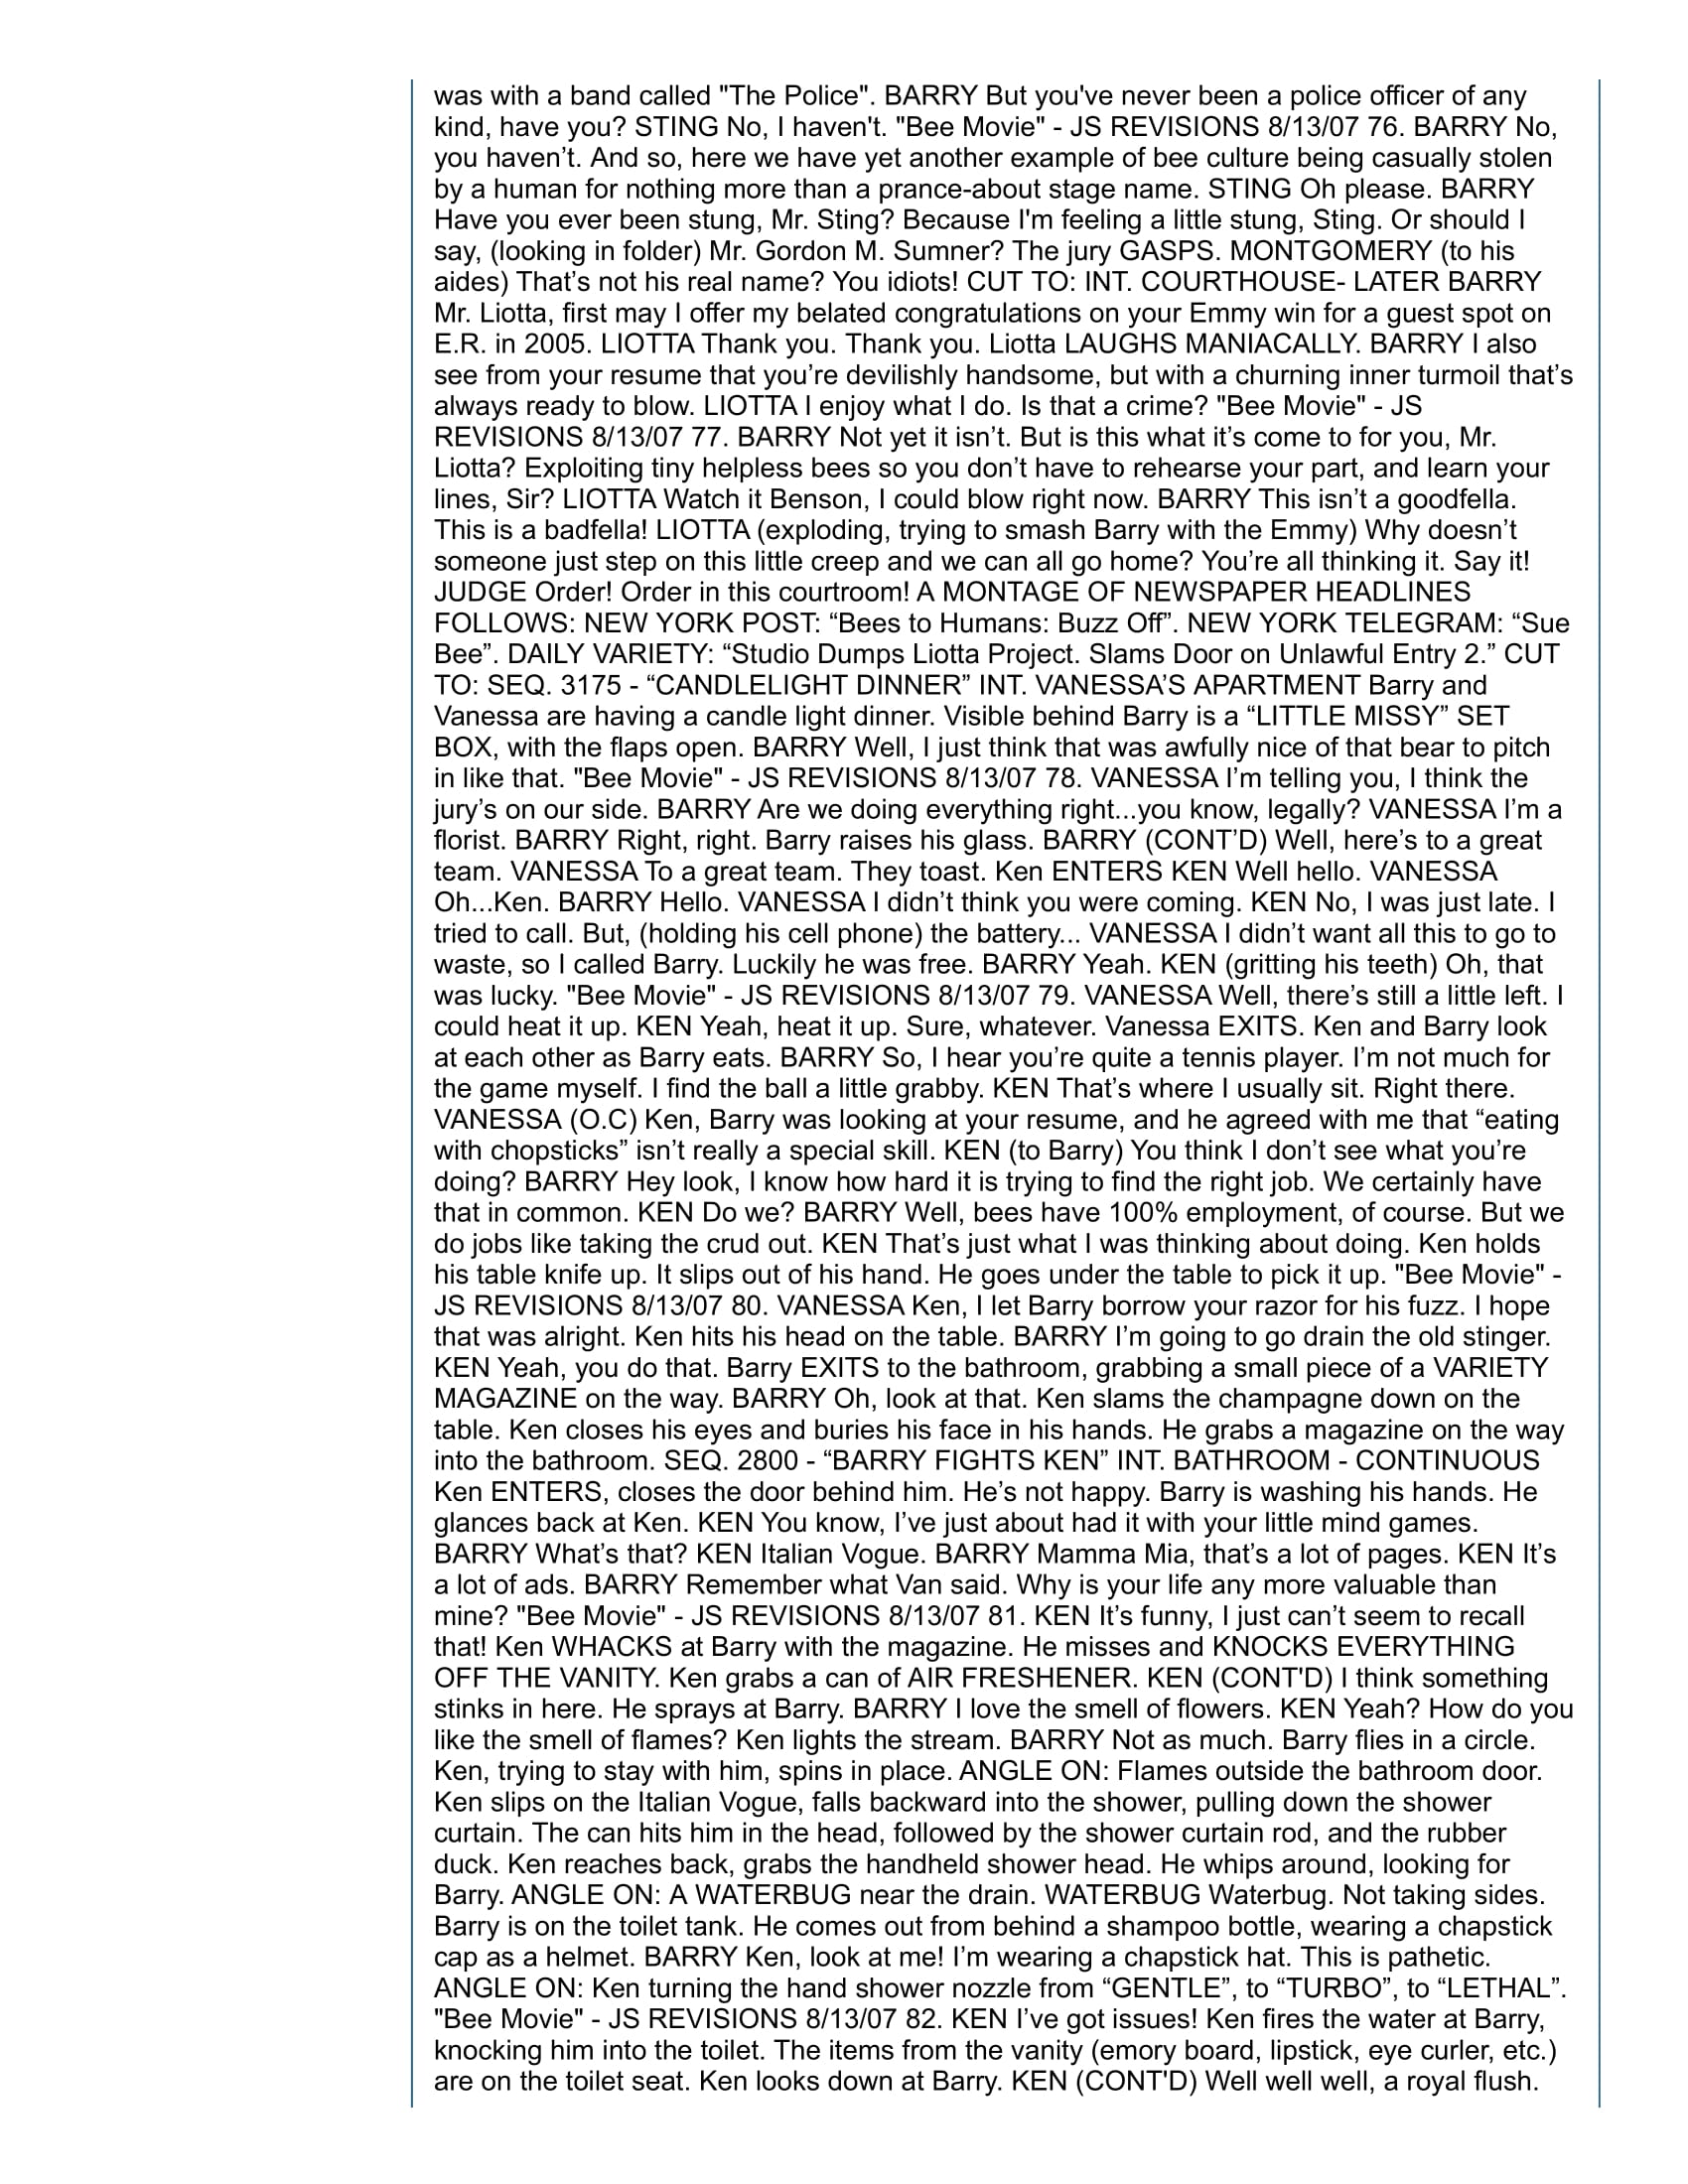 was with a band called "The Police". BARRY But you've never been a police officer of any
kind, have you? STING No, I haven't. "Bee Movie" - JS REVISIONS 8/13/07 76. BARRY No,
you haven’t. And so, here we have yet another example of bee culture being casually stolen
by a human for nothing more than a prance-about stage name. STING Oh please. BARRY
Have you ever been stung, Mr. Sting? Because I'm feeling a little stung, Sting. Or should I
say, (looking in folder) Mr. Gordon M. Sumner? The jury GASPS. MONTGOMERY (to his
aides) That’s not his real name? You idiots! CUT TO: INT. COURTHOUSE- LATER BARRY
Mr. Liotta, first may I offer my belated congratulations on your Emmy win for a guest spot on
E.R. in 2005. LIOTTA Thank you. Thank you. Liotta LAUGHS MANIACALLY. BARRY I also
see from your resume that you’re devilishly handsome, but with a churning inner turmoil that’s
always ready to blow. LIOTTA I enjoy what I do. Is that a crime? "Bee Movie" - JS
REVISIONS 8/13/07 77. BARRY Not yet it isn’t. But is this what it’s come to for you, Mr.
Liotta? Exploiting tiny helpless bees so you don’t have to rehearse your part, and learn your
lines, Sir? LIOTTA Watch it Benson, I could blow right now. BARRY This isn’t a goodfella.
This is a badfella! LIOTTA (exploding, trying to smash Barry with the Emmy) Why doesn’t
someone just step on this little creep and we can all go home? You’re all thinking it. Say it!
JUDGE Order! Order in this courtroom! A MONTAGE OF NEWSPAPER HEADLINES
FOLLOWS: NEW YORK POST: “Bees to Humans: Buzz Off”. NEW YORK TELEGRAM: “Sue
Bee”. DAILY VARIETY: “Studio Dumps Liotta Project. Slams Door on Unlawful Entry 2.” CUT
TO: SEQ. 3175 - “CANDLELIGHT DINNER” INT. VANESSA’S APARTMENT Barry and
Vanessa are having a candle light dinner. Visible behind Barry is a “LITTLE MISSY” SET
BOX, with the flaps open. BARRY Well, I just think that was awfully nice of that bear to pitch
in like that. "Bee Movie" - JS REVISIONS 8/13/07 78. VANESSA I’m telling you, I think the
jury’s on our side. BARRY Are we doing everything right...you know, legally? VANESSA I’m a
florist. BARRY Right, right. Barry raises his glass. BARRY (CONT’D) Well, here’s to a great
team. VANESSA To a great team. They toast. Ken ENTERS KEN Well hello. VANESSA
Oh...Ken. BARRY Hello. VANESSA I didn’t think you were coming. KEN No, I was just late. I
tried to call. But, (holding his cell phone) the battery... VANESSA I didn’t want all this to go to
waste, so I called Barry. Luckily he was free. BARRY Yeah. KEN (gritting his teeth) Oh, that
was lucky. "Bee Movie" - JS REVISIONS 8/13/07 79. VANESSA Well, there’s still a little left. I
could heat it up. KEN Yeah, heat it up. Sure, whatever. Vanessa EXITS. Ken and Barry look
at each other as Barry eats. BARRY So, I hear you’re quite a tennis player. I’m not much for
the game myself. I find the ball a little grabby. KEN That’s where I usually sit. Right there.
VANESSA (O.C) Ken, Barry was looking at your resume, and he agreed with me that “eating
with chopsticks” isn’t really a special skill. KEN (to Barry) You think I don’t see what you’re
doing? BARRY Hey look, I know how hard it is trying to find the right job. We certainly have
that in common. KEN Do we? BARRY Well, bees have 100% employment, of course. But we
do jobs like taking the crud out. KEN That’s just what I was thinking about doing. Ken holds
his table knife up. It slips out of his hand. He goes under the table to pick it up. "Bee Movie" -
JS REVISIONS 8/13/07 80. VANESSA Ken, I let Barry borrow your razor for his fuzz. I hope
that was alright. Ken hits his head on the table. BARRY I’m going to go drain the old stinger.
KEN Yeah, you do that. Barry EXITS to the bathroom, grabbing a small piece of a VARIETY
MAGAZINE on the way. BARRY Oh, look at that. Ken slams the champagne down on the
table. Ken closes his eyes and buries his face in his hands. He grabs a magazine on the way
into the bathroom. SEQ. 2800 - “BARRY FIGHTS KEN” INT. BATHROOM - CONTINUOUS
Ken ENTERS, closes the door behind him. He’s not happy. Barry is washing his hands. He
glances back at Ken. KEN You know, I’ve just about had it with your little mind games.
BARRY What’s that? KEN Italian Vogue. BARRY Mamma Mia, that’s a lot of pages. KEN It’s
a lot of ads. BARRY Remember what Van said. Why is your life any more valuable than
mine? "Bee Movie" - JS REVISIONS 8/13/07 81. KEN It’s funny, I just can’t seem to recall
that! Ken WHACKS at Barry with the magazine. He misses and KNOCKS EVERYTHING
OFF THE VANITY. Ken grabs a can of AIR FRESHENER. KEN (CONT'D) I think something
stinks in here. He sprays at Barry. BARRY I love the smell of flowers. KEN Yeah? How do you
like the smell of flames? Ken lights the stream. BARRY Not as much. Barry flies in a circle.
Ken, trying to stay with him, spins in place. ANGLE ON: Flames outside the bathroom door.
Ken slips on the Italian Vogue, falls backward into the shower, pulling down the shower
curtain. The can hits him in the head, followed by the shower curtain rod, and the rubber
duck. Ken reaches back, grabs the handheld shower head. He whips around, looking for
Barry. ANGLE ON: A WATERBUG near the drain. WATERBUG Waterbug. Not taking sides.
Barry is on the toilet tank. He comes out from behind a shampoo bottle, wearing a chapstick
cap as a helmet. BARRY Ken, look at me! I’m wearing a chapstick hat. This is pathetic.
ANGLE ON: Ken turning the hand shower nozzle from “GENTLE”, to “TURBO”, to “LETHAL”.
"Bee Movie" - JS REVISIONS 8/13/07 82. KEN I’ve got issues! Ken fires the water at Barry,
knocking him into the toilet. The items from the vanity (emory board, lipstick, eye curler, etc.)
are on the toilet seat. Ken looks down at Barry. KEN (CONT'D) Well well well, a royal flush.